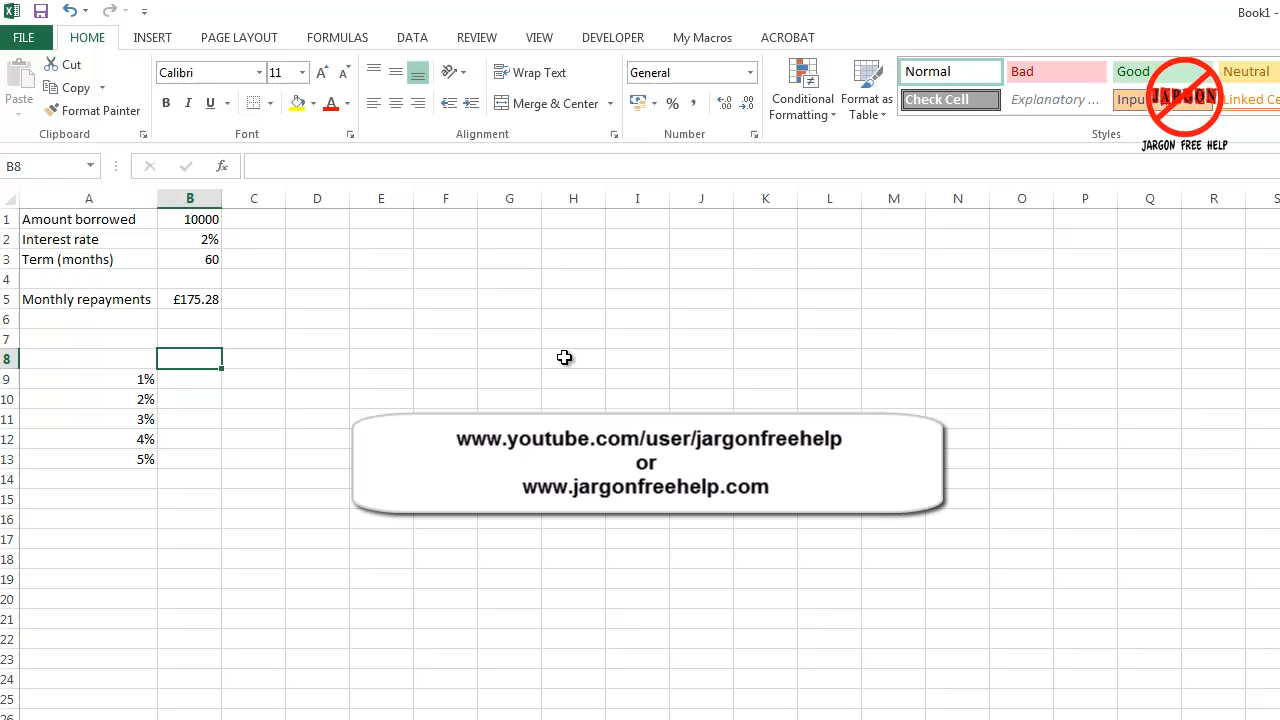 Book1 -
FILE
HOME
INSERT
PAGE LAYOUT
FORMULAS
DATA
REVIEW
VIEW
DEVELOPER
My Macros
ACROBAT
Paste
Cut
Copy
Format Painter
Clipboard
Calibri
11
B I U
Font
Wrap Text
Merge & Center
Alignment
General
%
Number
Conditional
Formatting
Format as
Table
Normal
Bad
Good
Neutral
Check Cell
Explanatory ...
Inpu
Linked Ce
Styles
JARGON
JARGON FREE HELP
B8
fx
A B C D E F G H I J K L M N O P Q R S
1 Amount borrowed 10000
2 Interest rate 2%
3 Term (months) 60
4
5 Monthly repayments £175.28
6
7
8
9 1%
10 2%
11 3%
12 4%
13 5%
14
15
16
17
18
19
20
21
22
23
24
25
26
www.youtube.com/user/jargonfreehelp
or
www.jargonfreehelp.com